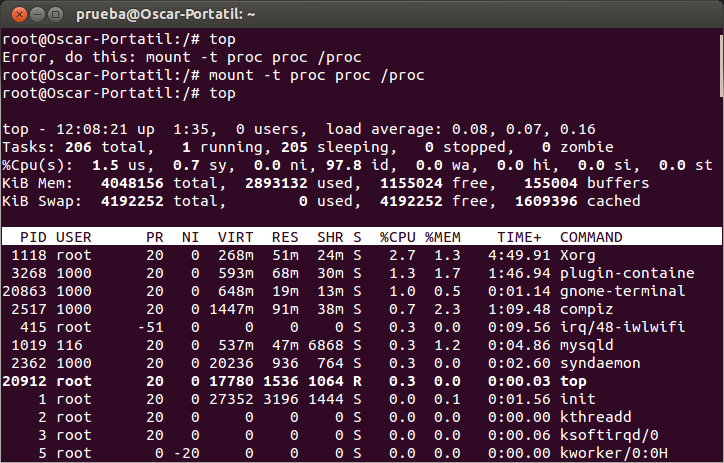 prueba@Oscar-Portatil: ~
root@Oscar-Portatil:/# top
Error, do this: mount -t proc proc /proc
root@Oscar-Portatil:/# mount -t proc proc /proc
root@Oscar-Portatil:/# top
top - 12:08:21 up  1:35,  0 users,  load average: 0.08, 0.07, 0.16
Tasks: 206 total,   1 running, 205 sleeping,   0 stopped,   0 zombie
%Cpu(s):  1.5 us,  0.7 sy,  0.0 ni, 97.8 id,  0.0 wa,  0.0 hi,  0.0 si,  0.0 st
KiB Mem:   4048156 total,  2893132 used,  1155024 free,   155004 buffers
KiB Swap:  4192252 total,        0 used,  4192252 free,  1609396 cached
  PID USER      PR  NI  VIRT  RES  SHR S  %CPU %MEM    TIME+  COMMAND
 1118 root      20   0  268m  51m  24m S   2.7  1.3   4:49.91 Xorg
 3268 1000      20   0  593m  68m  30m S   1.3  1.7   1:46.94 plugin-containe
20863 1000      20   0  648m  19m  13m S   1.0  0.5   0:01.14 gnome-terminal
 2517 1000      20   0 1447m  91m  38m S   0.7  2.3   1:09.48 compiz
  415 root     -51   0     0    0    0 S   0.3  0.0   0:09.56 irq/48-iwlwifi
 1019 116       20   0  537m  47m 6868 S   0.3  1.2   0:04.86 mysqld
 2362 1000      20   0 20236  936  764 S   0.3  0.0   0:02.60 syndaemon
20912 root      20   0 17780 1536 1064 R   0.3  0.0   0:00.03 top
    1 root      20   0 27352 3196 1444 S   0.0  0.1   0:01.56 init
    2 root      20   0     0    0    0 S   0.0  0.0   0:00.00 kthreadd
    3 root      20   0     0    0    0 S   0.0  0.0   0:00.06 ksoftirqd/0
    5 root       0 -20     0    0    0 S   0.0  0.0   0:00.00 kworker/0:0H